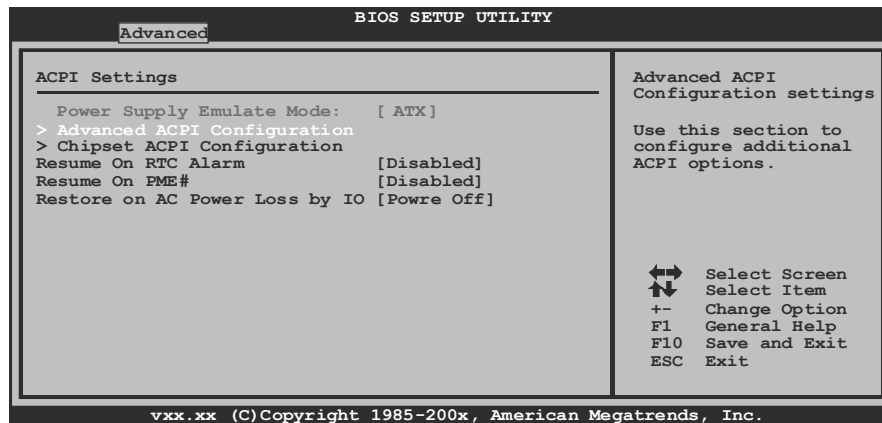 BIOS SETUP UTILITY
Advanced
ACPI Settings
Power Supply Emulate Mode: [ ATX]
> Advanced ACPI Configuration
> Chipset ACPI Configuration
Resume On RTC Alarm [Disabled]
Resume On PME# [Disabled]
Restore on AC Power Loss by IO [Powre Off]
Advanced ACPI
Configuration settings
Use this section to
configure additional
ACPI options.
Select Screen
Select Item
+- Change Option
F1 General Help
F10 Save and Exit
ESC Exit
vxx.xx (C)Copyright 1985-200x, American Megatrends, Inc.